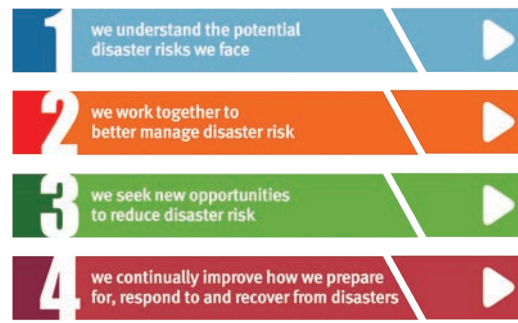 1
we understand the potential
disaster risks we face
2
we work together to
better manage disaster risk
3
we seek new opportunities
to reduce disaster risk
4
we continually improve how we prepare
for, respond to and recover from disasters